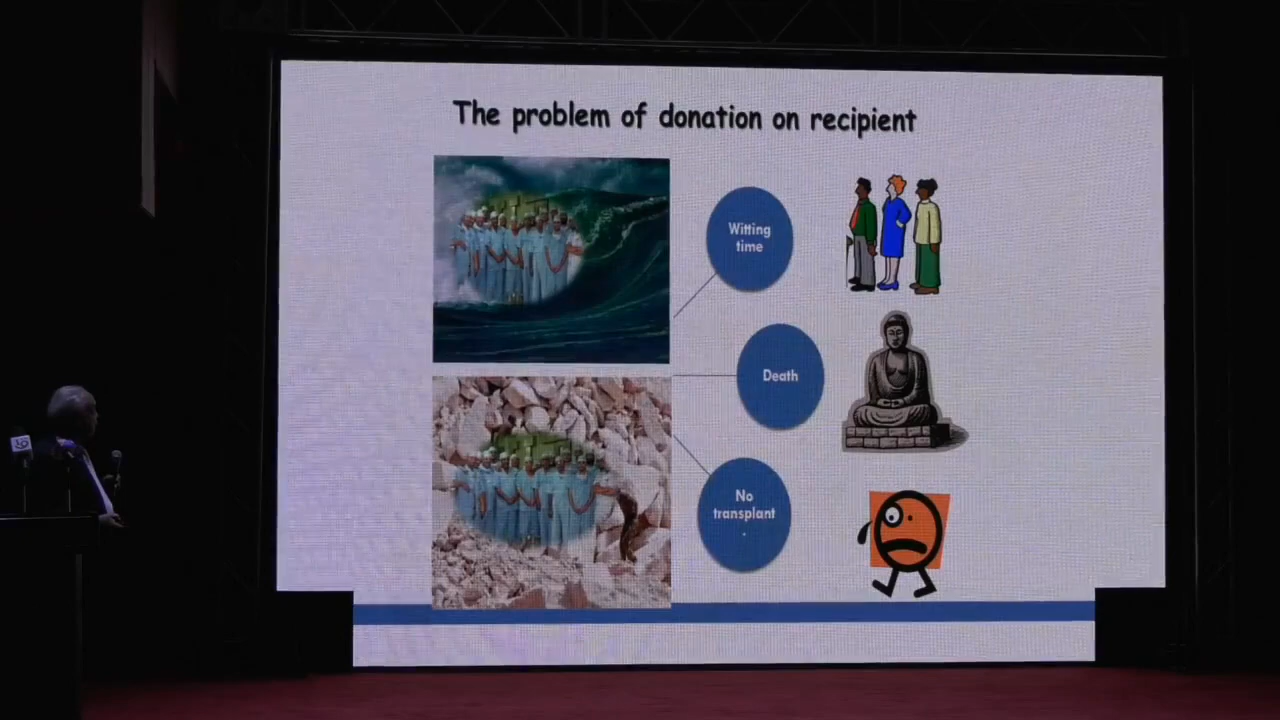 The problem of donation on recipient
Witting
time
Death
No
transplant
.